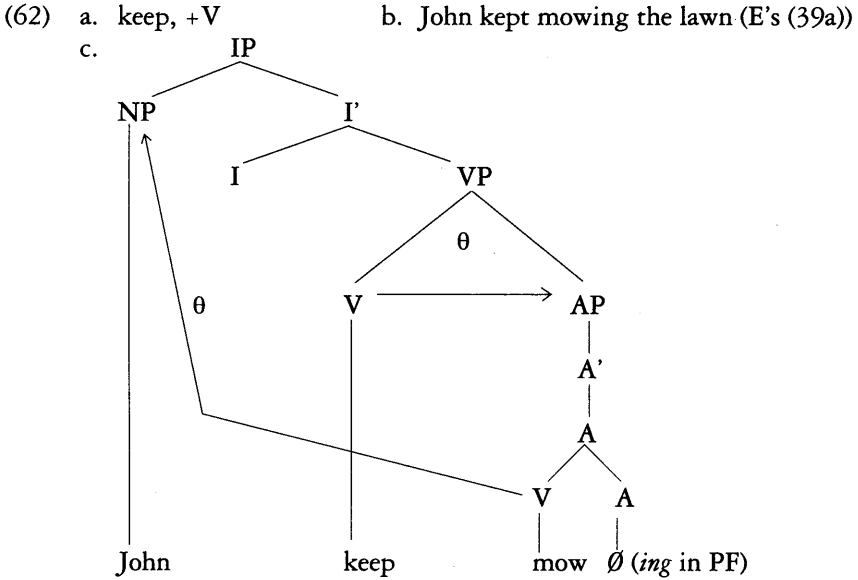 (62) a. keep, +V b. John kept mowing the lawn (E's (39a))
c. IP
NP I'
I VP
θ
θ V AP
A'
A
V A
John keep mow Ø (ing in PF)